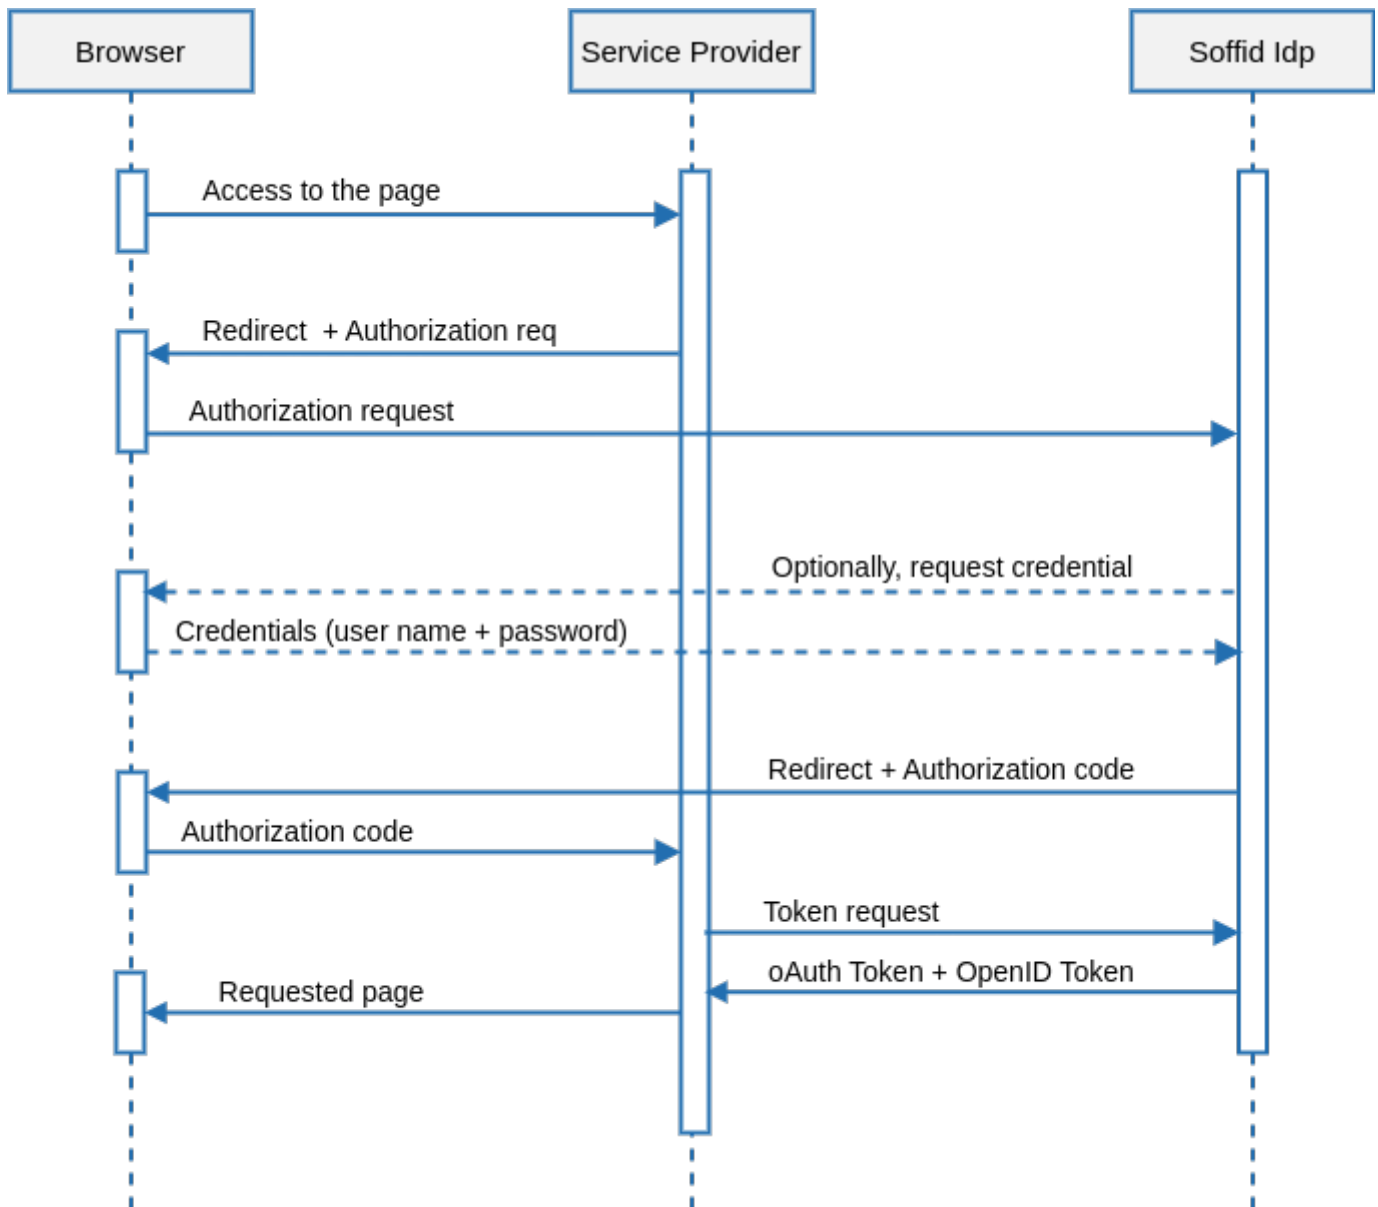 Browser
Service Provider
Soffid Idp
Access to the page
Redirect  + Authorization req
Authorization request
Optionally, request credential
Credentials (user name + password)
Redirect + Authorization code
Authorization code
Token request
oAuth Token + OpenID Token
Requested page